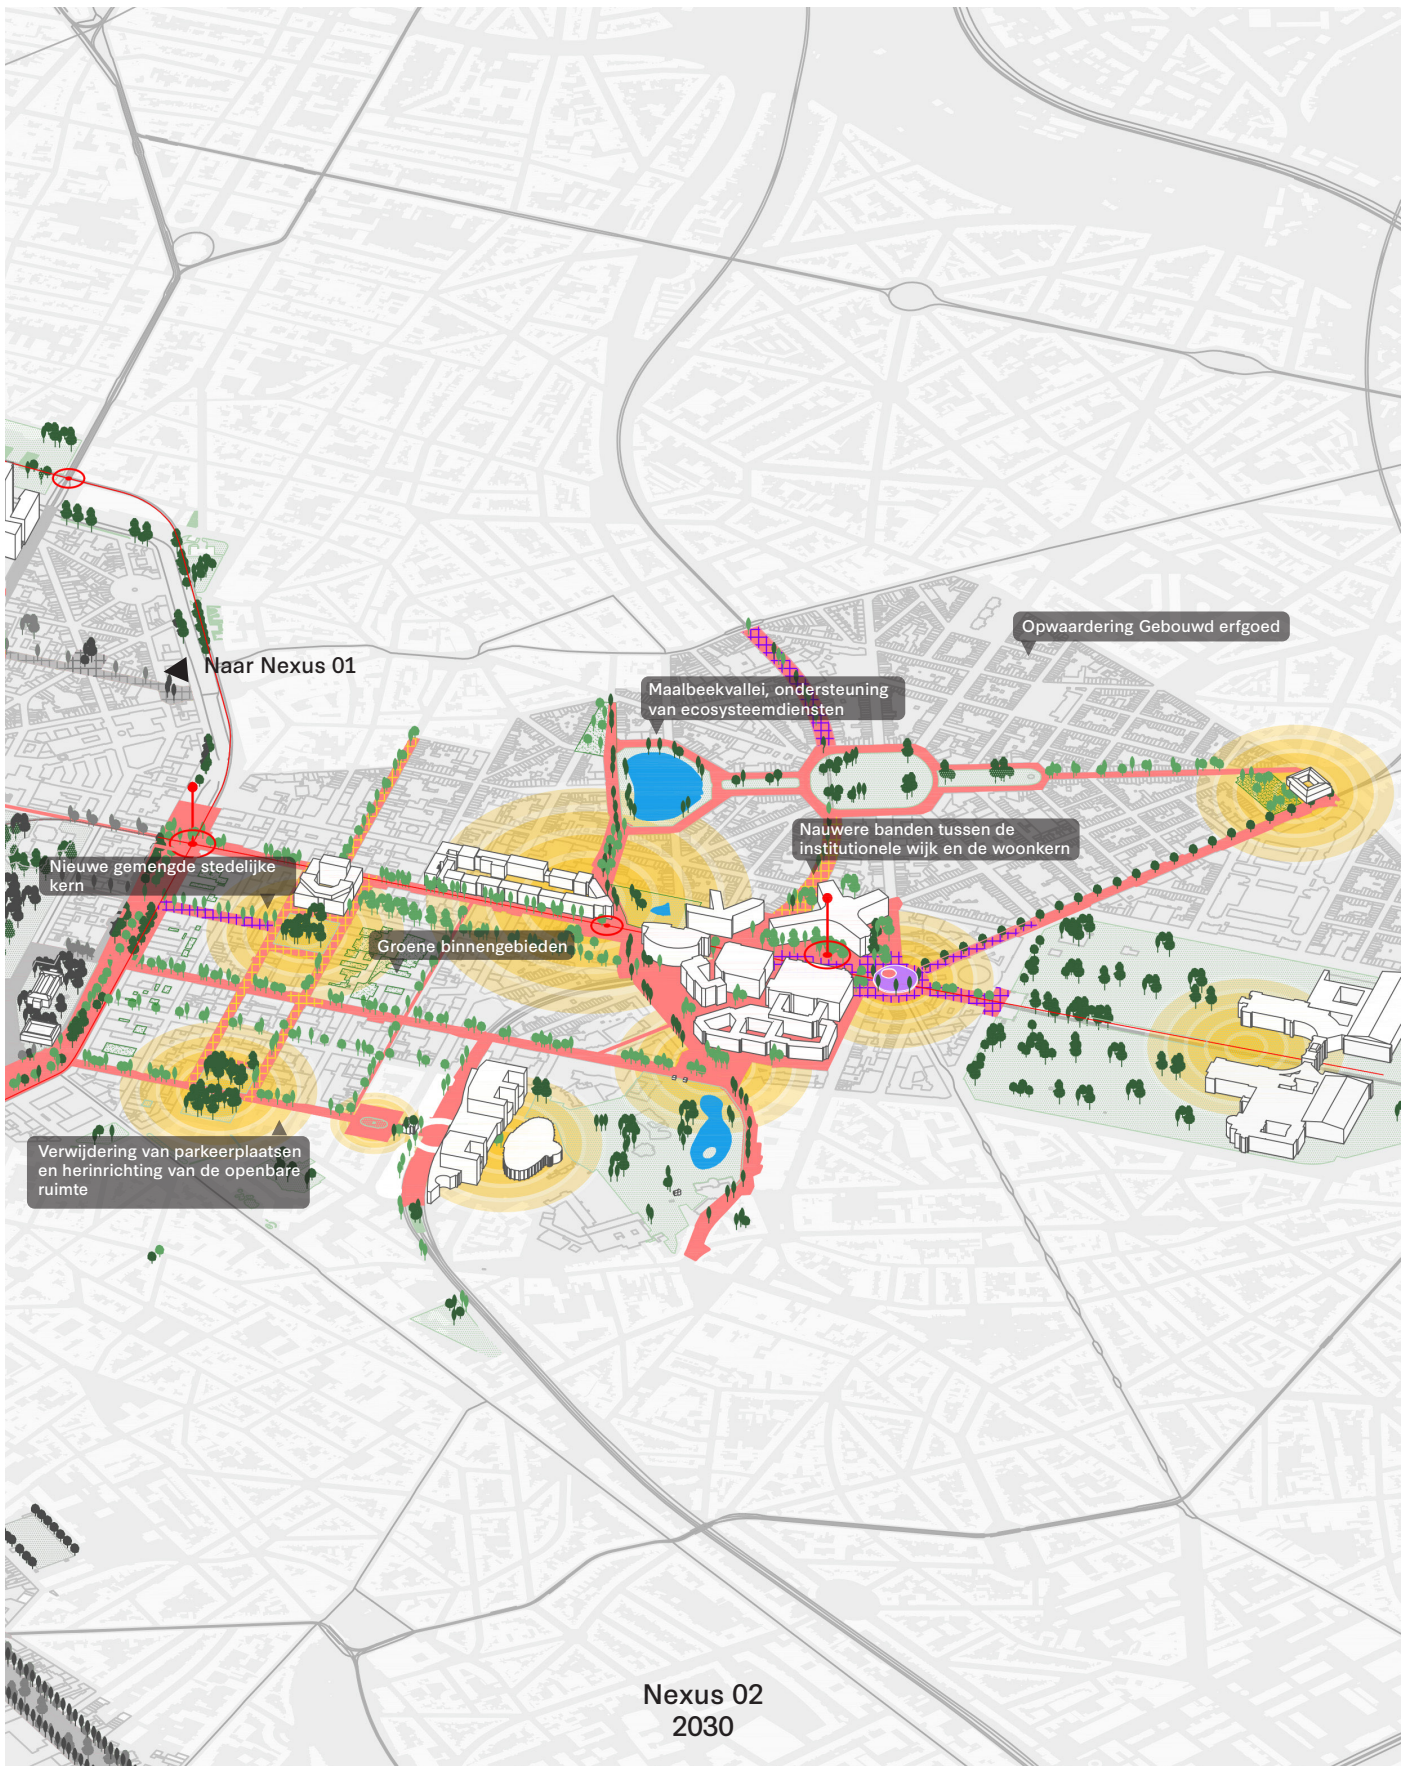 Opwaardering Gebouwd erfgoed
Naar Nexus 01
Maalbeekvallei, ondersteuning
van ecosysteemdiensten
Nauwere banden tussen de
institutionele wijk en de woonkern
Nieuwe gemengde stedelijke
kern
Groene binnengebieden
Verwijdering van parkeerplaatsen
en herinrichting van de openbare
ruimte
Nexus 02
2030